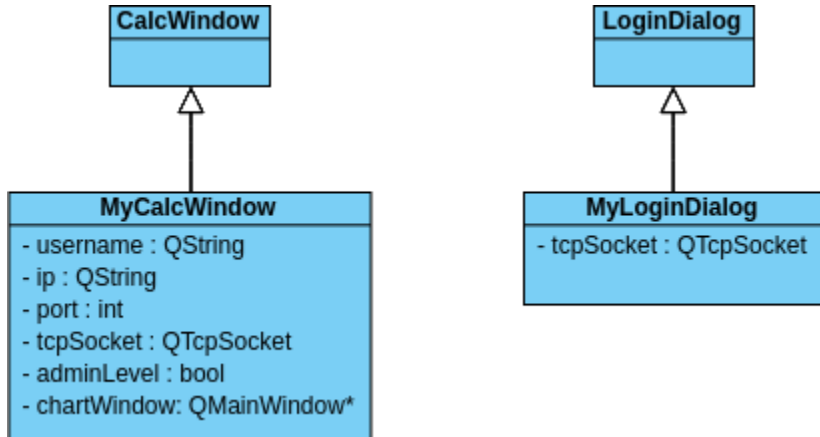 CalcWindow
MyCalcWindow
- username : QString
- ip : QString
- port : int
- tcpSocket : QTcpSocket
- adminLevel : bool
- chartWindow: QMainWindow*
LoginDialog
MyLoginDialog
- tcpSocket : QTcpSocket